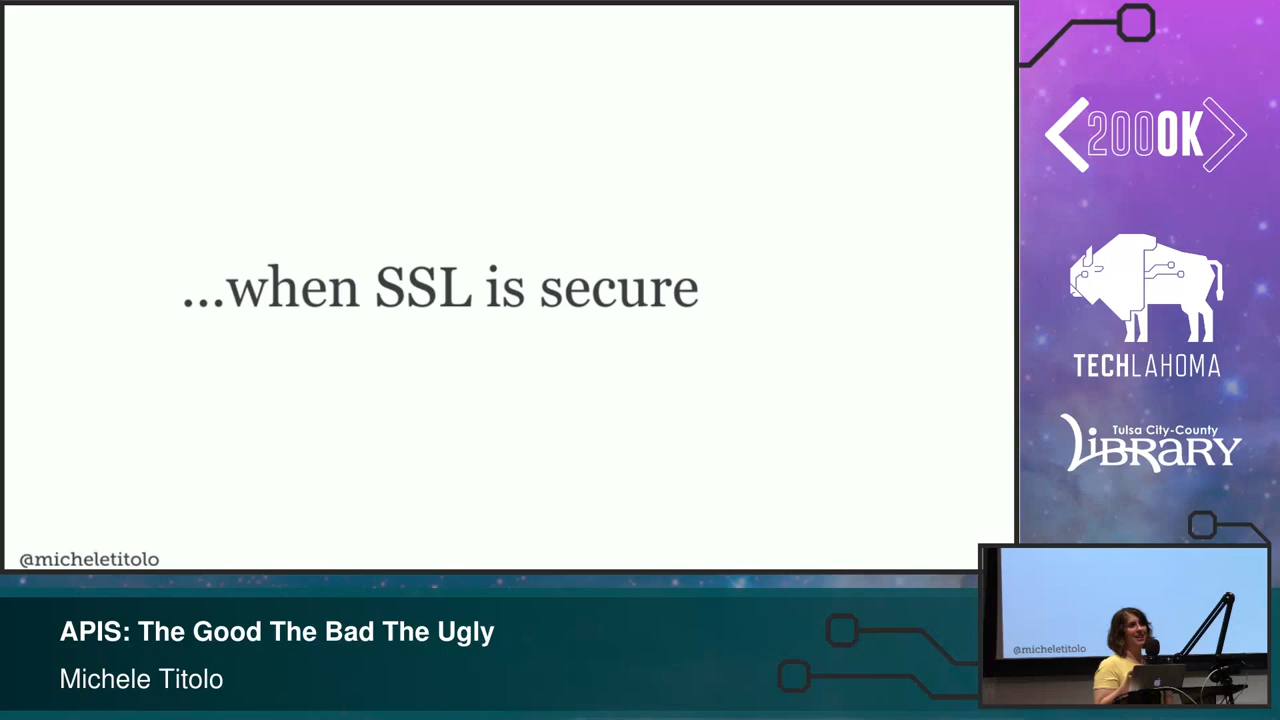 ...when SSL is secure
@micheletitolo
APIS: The Good The Bad The Ugly
Michele Titolo
<200OK>
TECHLAHOMA
Tulsa City-County
LIBRARY
@micheletitolo